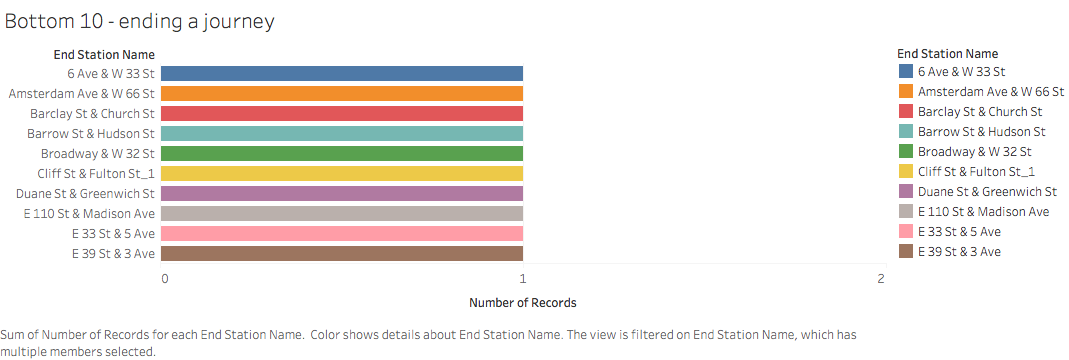 Bottom 10 - ending a journey
End Station Name
6 Ave & W 33 St
Amsterdam Ave & W 66 St
Barclay St & Church St
Barrow St & Hudson St
Broadway & W 32 St
Cliff St & Fulton St_1
Duane St & Greenwich St
E 110 St & Madison Ave
E 33 St & 5 Ave
E 39 St & 3 Ave
0 1 2
Number of Records
End Station Name
6 Ave & W 33 St
Amsterdam Ave & W 66 St
Barclay St & Church St
Barrow St & Hudson St
Broadway & W 32 St
Cliff St & Fulton St_1
Duane St & Greenwich St
E 110 St & Madison Ave
E 33 St & 5 Ave
E 39 St & 3 Ave
Sum of Number of Records for each End Station Name. Color shows details about End Station Name. The view is filtered on End Station Name, which has
multiple members selected.